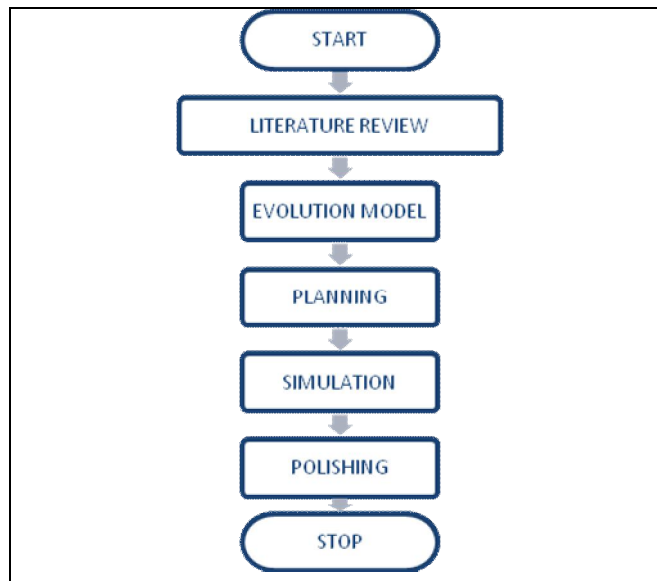 START
LITERATURE REVIEW
EVOLUTION MODEL
PLANNING
SIMULATION
POLISHING
STOP